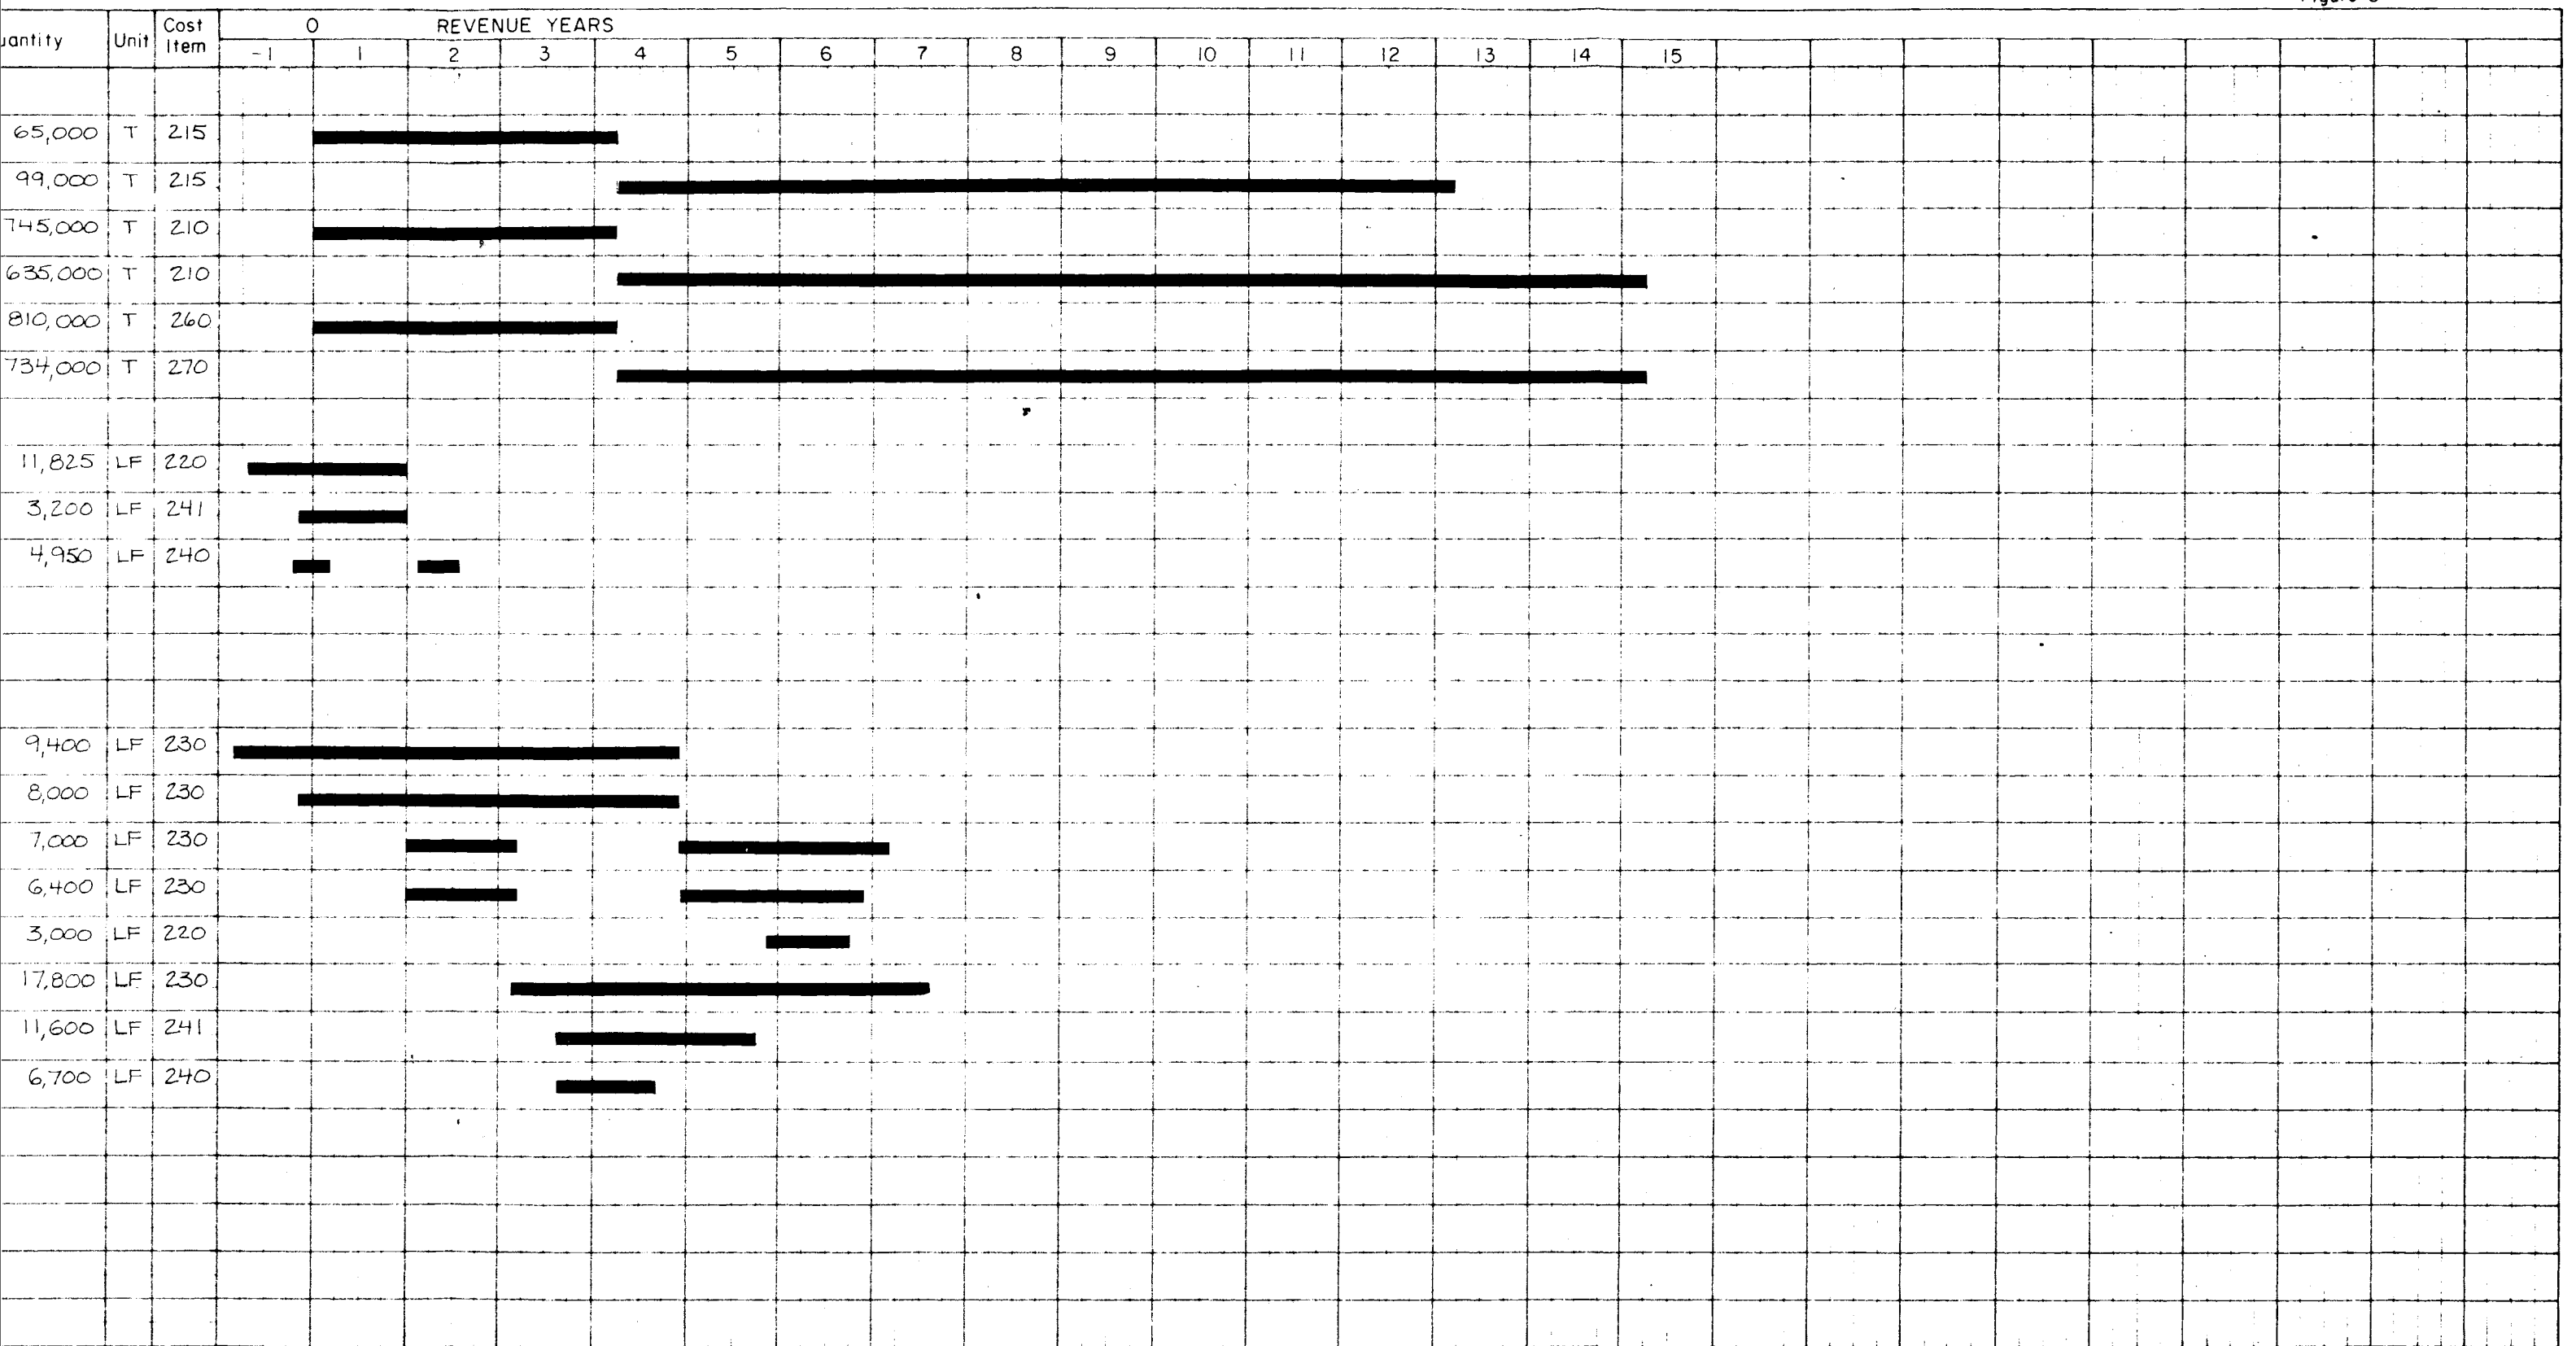 0 REVENUE YEARS
Unit Cost Item
-1 1 2 3 4 5 6 7 8 9 10 11 12 13 14 15
65,000 T 215
99,000 T 215
745,000 T 210
635,000 T 210
810,000 T 260
734,000 T 270
11,825 LF 220
3,200 LF 241
4,950 LF 240
9,400 LF 230
8,000 LF 230
7,000 LF 230
6,400 LF 230
3,000 LF 220
17,800 LF 230
11,600 LF 241
6,700 LF 240